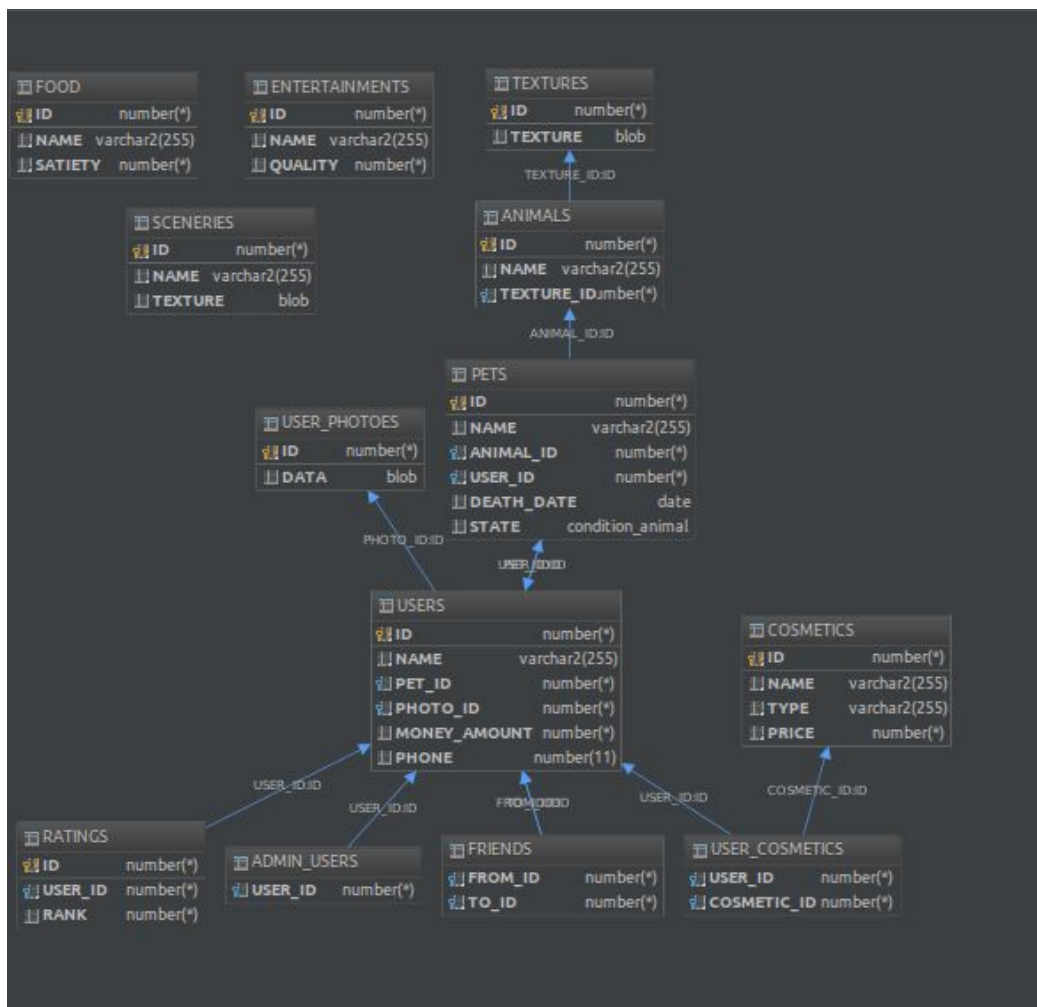 FOOD
ID number(*)
NAME varchar2(255)
SATIETY number(*)
ENTERTAINMENTS
ID number(*)
NAME varchar2(255)
QUALITY number(*)
TEXTURES
ID number(*)
TEXTURE blob
TEXTURE_ID:ID
SCENERIES
ID number(*)
NAME varchar2(255)
TEXTURE blob
ANIMALS
ID number(*)
NAME varchar2(255)
TEXTURE_ID umber(*)
ANIMAL_ID:ID
PETS
ID number(*)
NAME varchar2(255)
ANIMAL_ID number(*)
USER_ID number(*)
DEATH_DATE date
STATE condition_animal
USER_PHOTOES
ID number(*)
DATA blob
PHOTO_ID:ID
USERS
ID number(*)
NAME varchar2(255)
PET_ID number(*)
PHOTO_ID number(*)
MONEY_AMOUNT number(*)
PHONE number(11)
COSMETICS
ID number(*)
NAME varchar2(255)
TYPE varchar2(255)
PRICE number(*)
USER_ID:ID
USER_ID:ID
USER_ID:ID
COSMETIC_ID:ID
RATINGS
ID number(*)
USER_ID number(*)
RANK number(*)
ADMIN_USERS
USER_ID number(*)
FRIENDS
FROM_ID number(*)
TO_ID number(*)
USER_COSMETICS
USER_ID number(*)
COSMETIC_ID number(*)